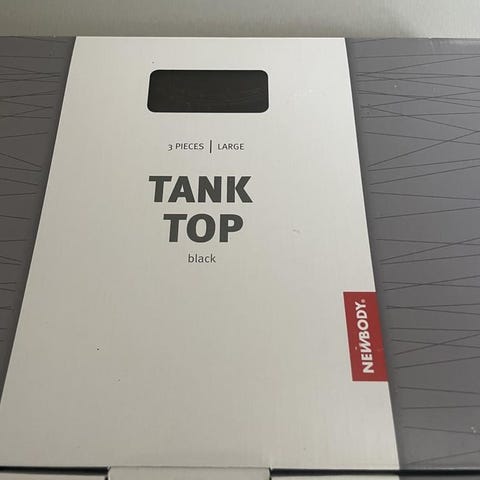 3 PIECES | LARGE
TANK
TOP
black
NEWBODY®